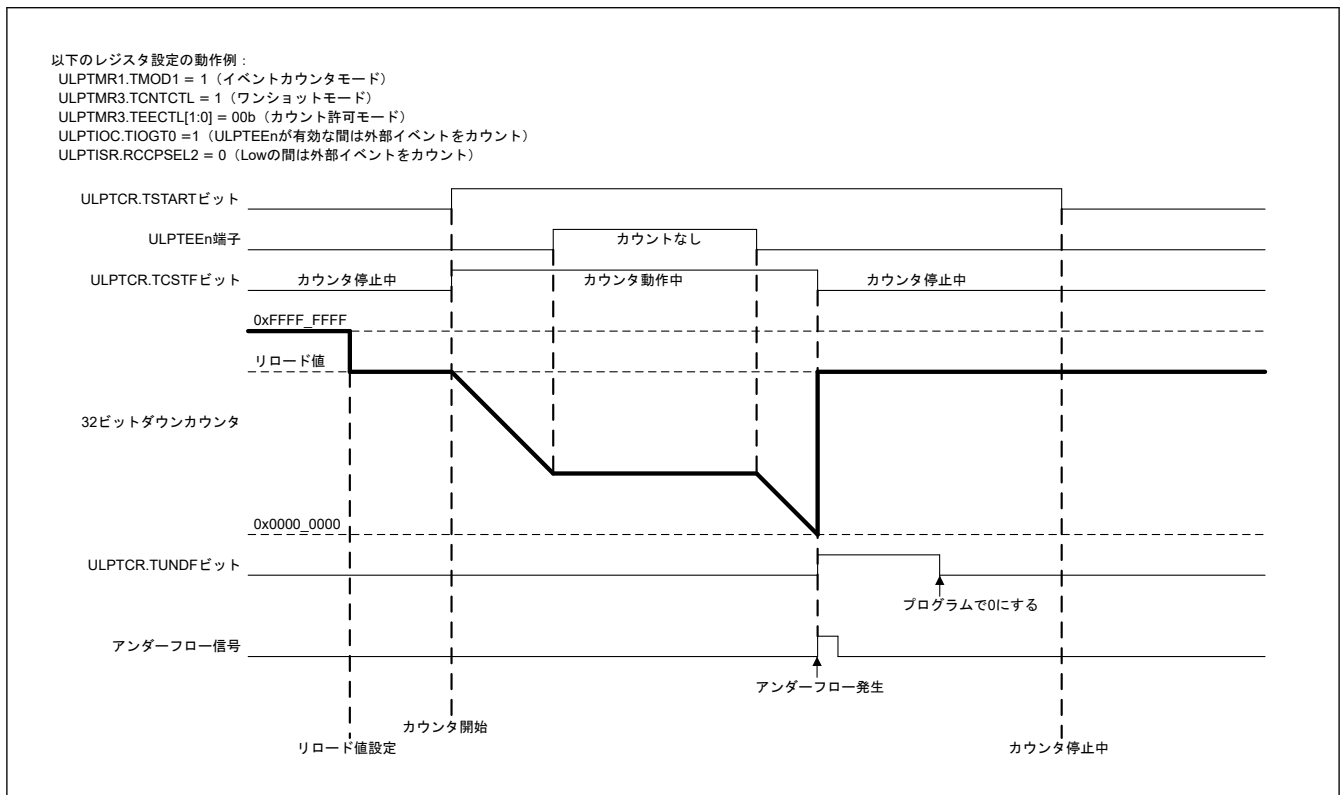 以下のレジスタ設定の動作例：
ULPTMR1.TMOD1 = 1（イベントカウンタモード）
ULPTMR3.TCNTCTL = 1（ワンショットモード）
ULPTMR3.TEECTL[1:0] = 00b（カウント許可モード）
ULPTIOC.TIOGT0 =1（ULPTEEnが有効な間は外部イベントをカウント）
ULPTISR.RCCPSEL2 = 0（Lowの間は外部イベントをカウント）
ULPTCR.TSTARTビット
ULPTEEn端子
カウントなし
ULPTCR.TCSTFビット
カウンタ停止中
カウンタ動作中
カウンタ停止中
0xFFFF_FFFF
リロード値
32ビットダウンカウンタ
0x0000_0000
ULPTCR.TUNDFビット
プログラムで0にする
アンダーフロー信号
アンダーフロー発生
カウンタ開始
リロード値設定
カウンタ停止中